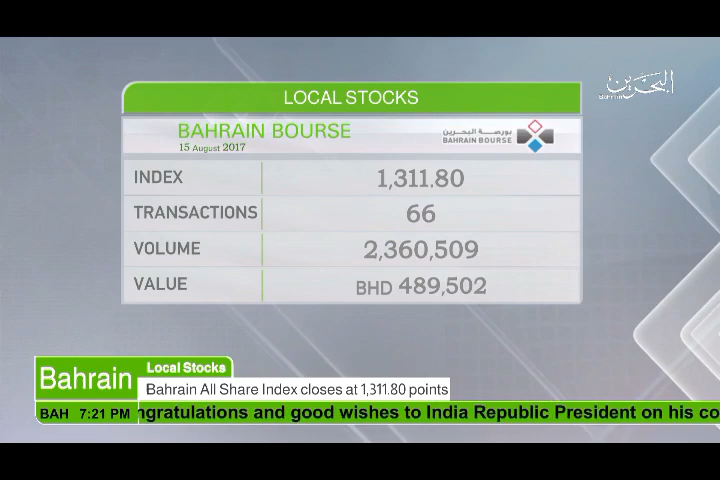 LOCAL STOCKS
البحرين
Bahrain
BAHRAIN BOURSE
15 August 2017
بورصة البحرين
BAHRAIN BOURSE
INDEX 1,311.80
TRANSACTIONS 66
VOLUME 2,360,509
VALUE BHD 489,502
Local Stocks
Bahrain
Bahrain All Share Index closes at 1,311.80 points
BAH 7:21 PM ngratulations and good wishes to India Republic President on his co